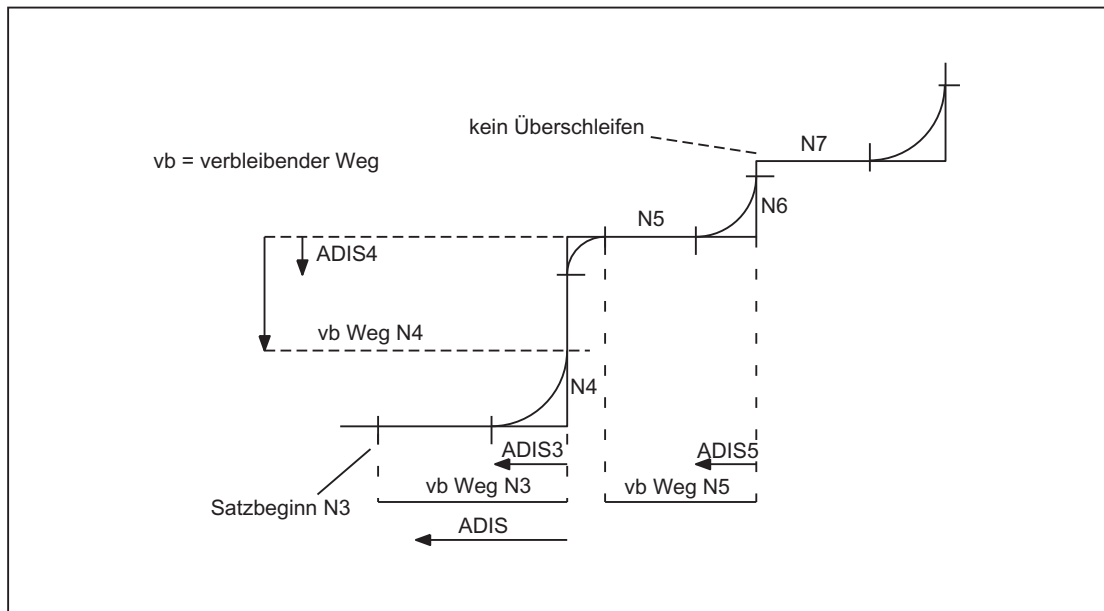 kein Überschleifen
N7
vb = verbleibender Weg
N6
N5
ADIS4
vb Weg N4
N4
ADIS3
ADIS5
vb Weg N3
vb Weg N5
Satzbeginn N3
ADIS